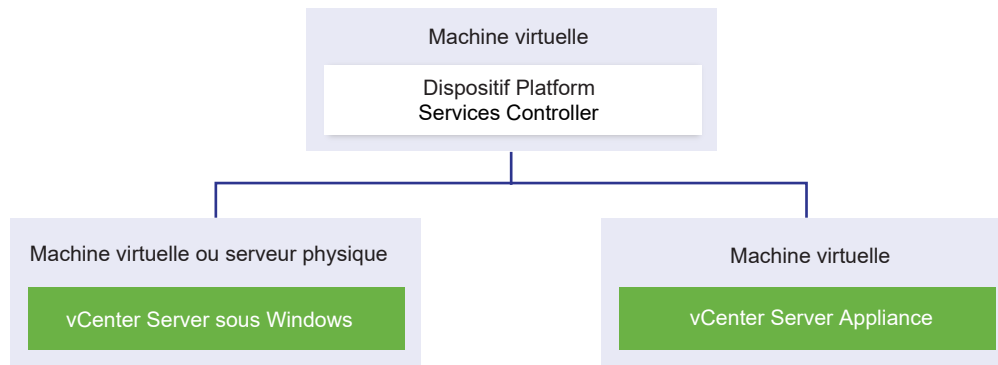 Machine virtuelle
Dispositif Platform
Services Controller
Machine virtuelle ou serveur physique
vCenter Server sous Windows
Machine virtuelle
vCenter Server Appliance